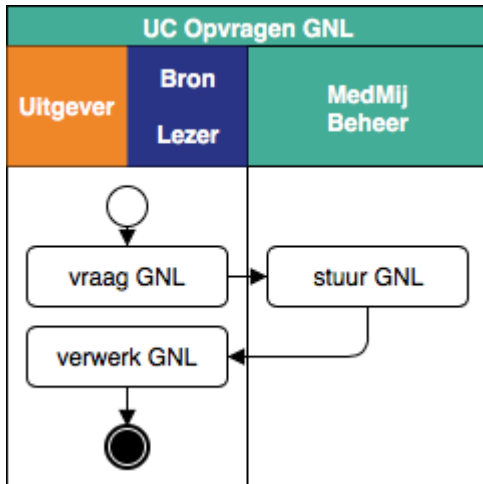 UC Opvragen GNL
Uitgever
Bron
Lezer
MedMij
Beheer
vraag GNL
stuur GNL
verwerk GNL